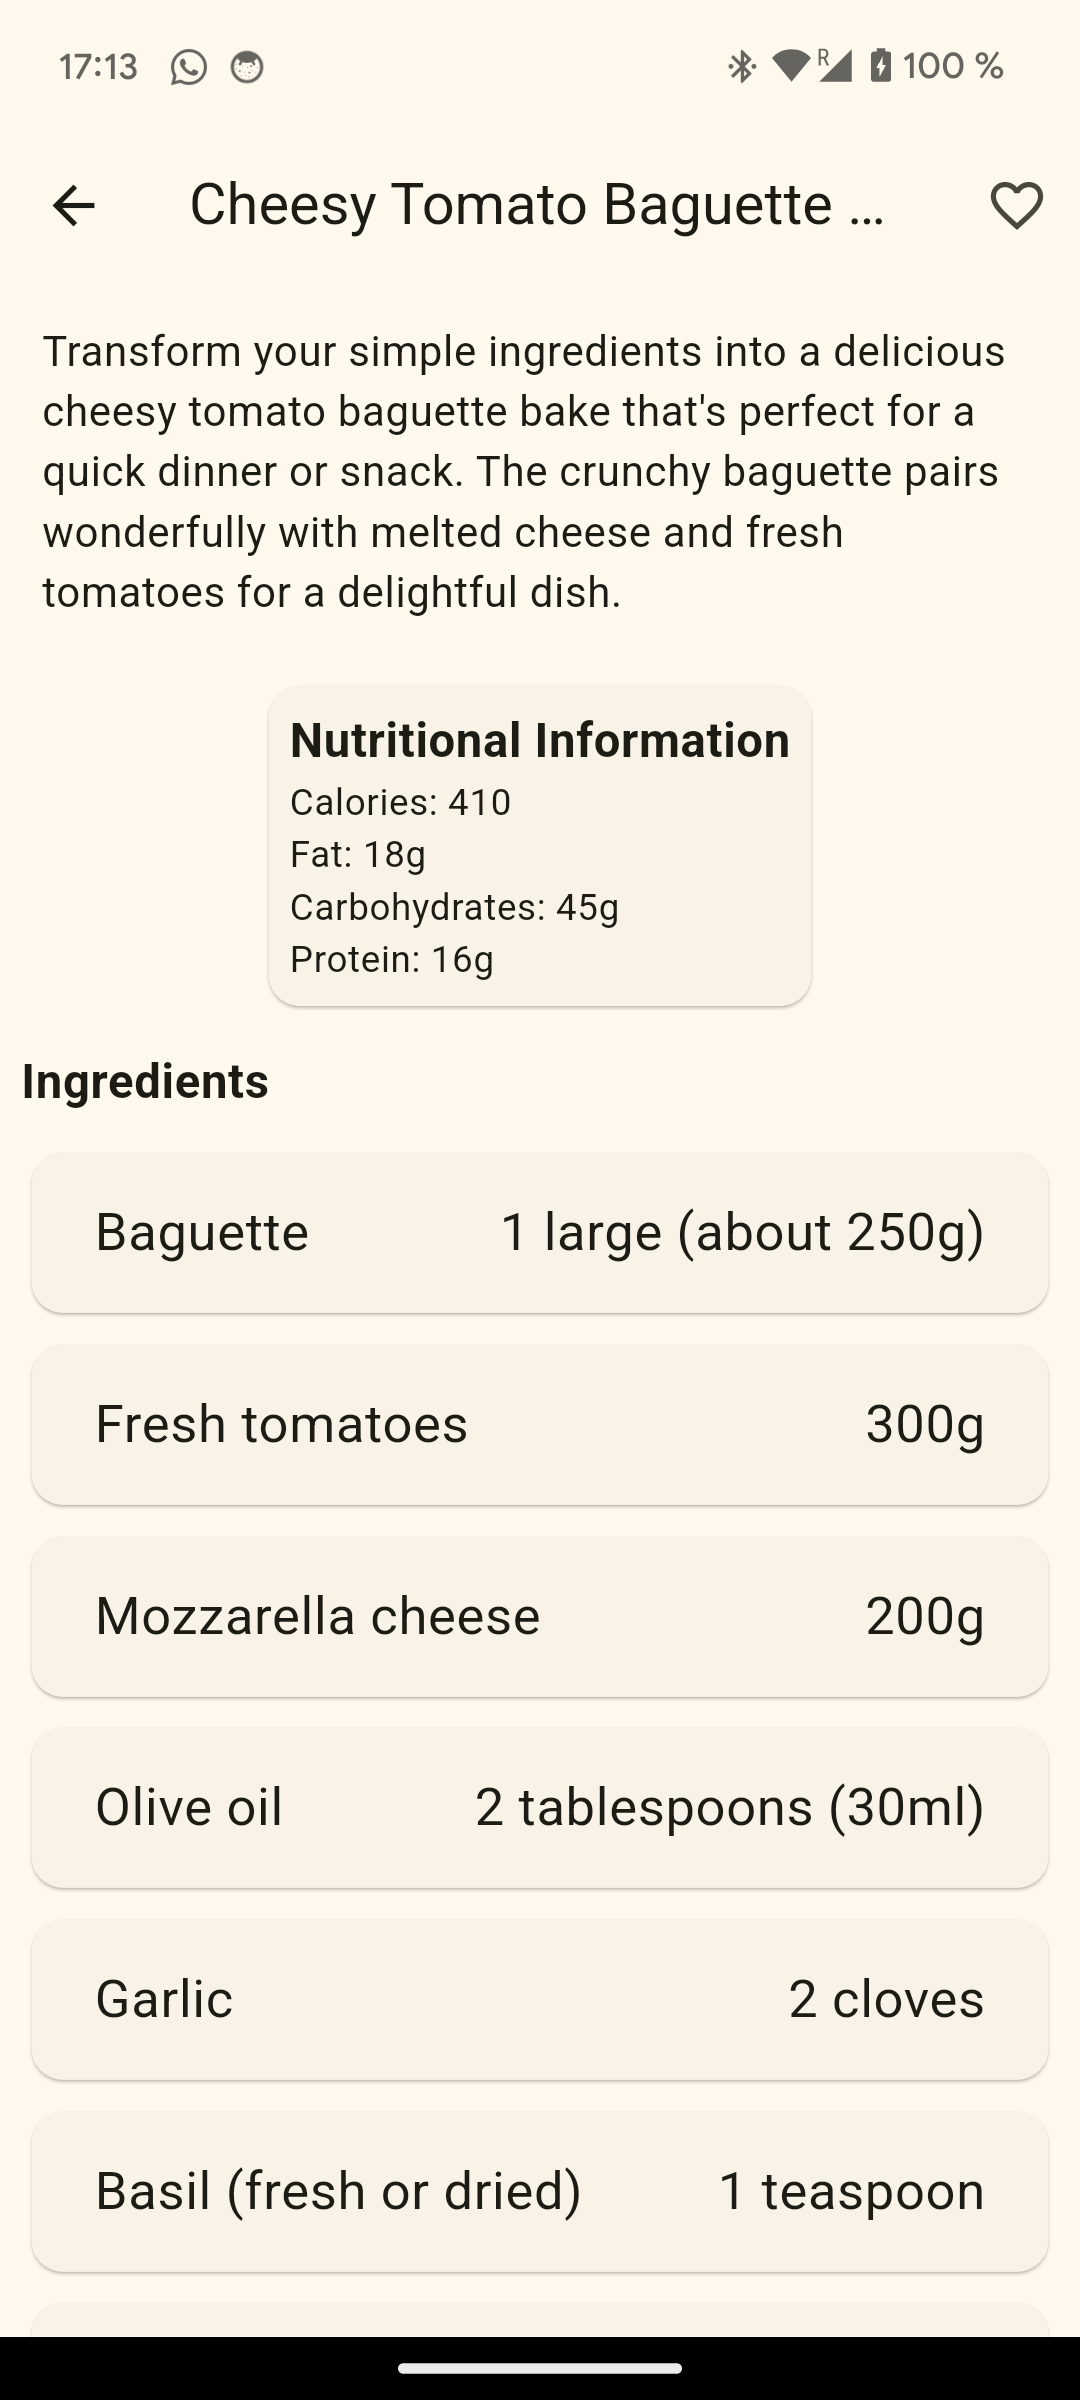 17:13
R
100 %
Cheesy Tomato Baguette ...
Transform your simple ingredients into a delicious
cheesy tomato baguette bake that's perfect for a
quick dinner or snack. The crunchy baguette pairs
wonderfully with melted cheese and fresh
tomatoes for a delightful dish.
Nutritional Information
Calories: 410
Fat: 18g
Carbohydrates: 45g
Protein: 16g
Ingredients
Baguette 1 large (about 250g)
Fresh tomatoes 300g
Mozzarella cheese 200g
Olive oil 2 tablespoons (30ml)
Garlic 2 cloves
Basil (fresh or dried) 1 teaspoon